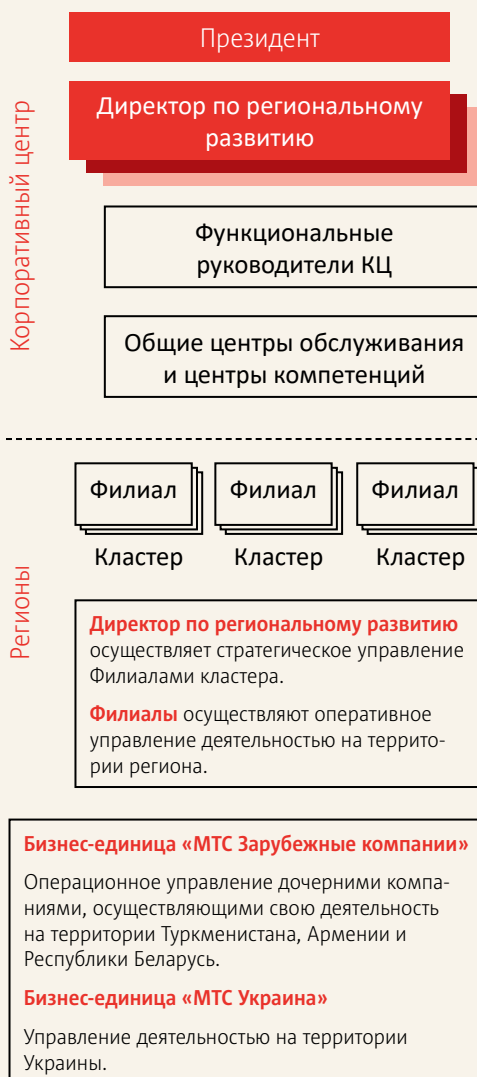 Корпоративный центр
Президент
Директор по региональному
развитию
Функциональные
руководители КЦ
Общие центры обслуживания
и центры компетенций
Регионы
Филиал Филиал Филиал
Кластер Кластер Кластер
Директор по региональному развитию
осуществляет стратегическое управление
Филиалами кластера.
Филиалы осуществляют оперативное
управление деятельностью на террито-
рии региона.
Бизнес-единица «МТС Зарубежные компании»
Операционное управление дочерними компа-
ниями, осуществляющими свою деятельность
на территории Туркменистана, Армении и
Республики Беларусь.
Бизнес-единица «МТС Украина»
Управление деятельностью на территории
Украины.